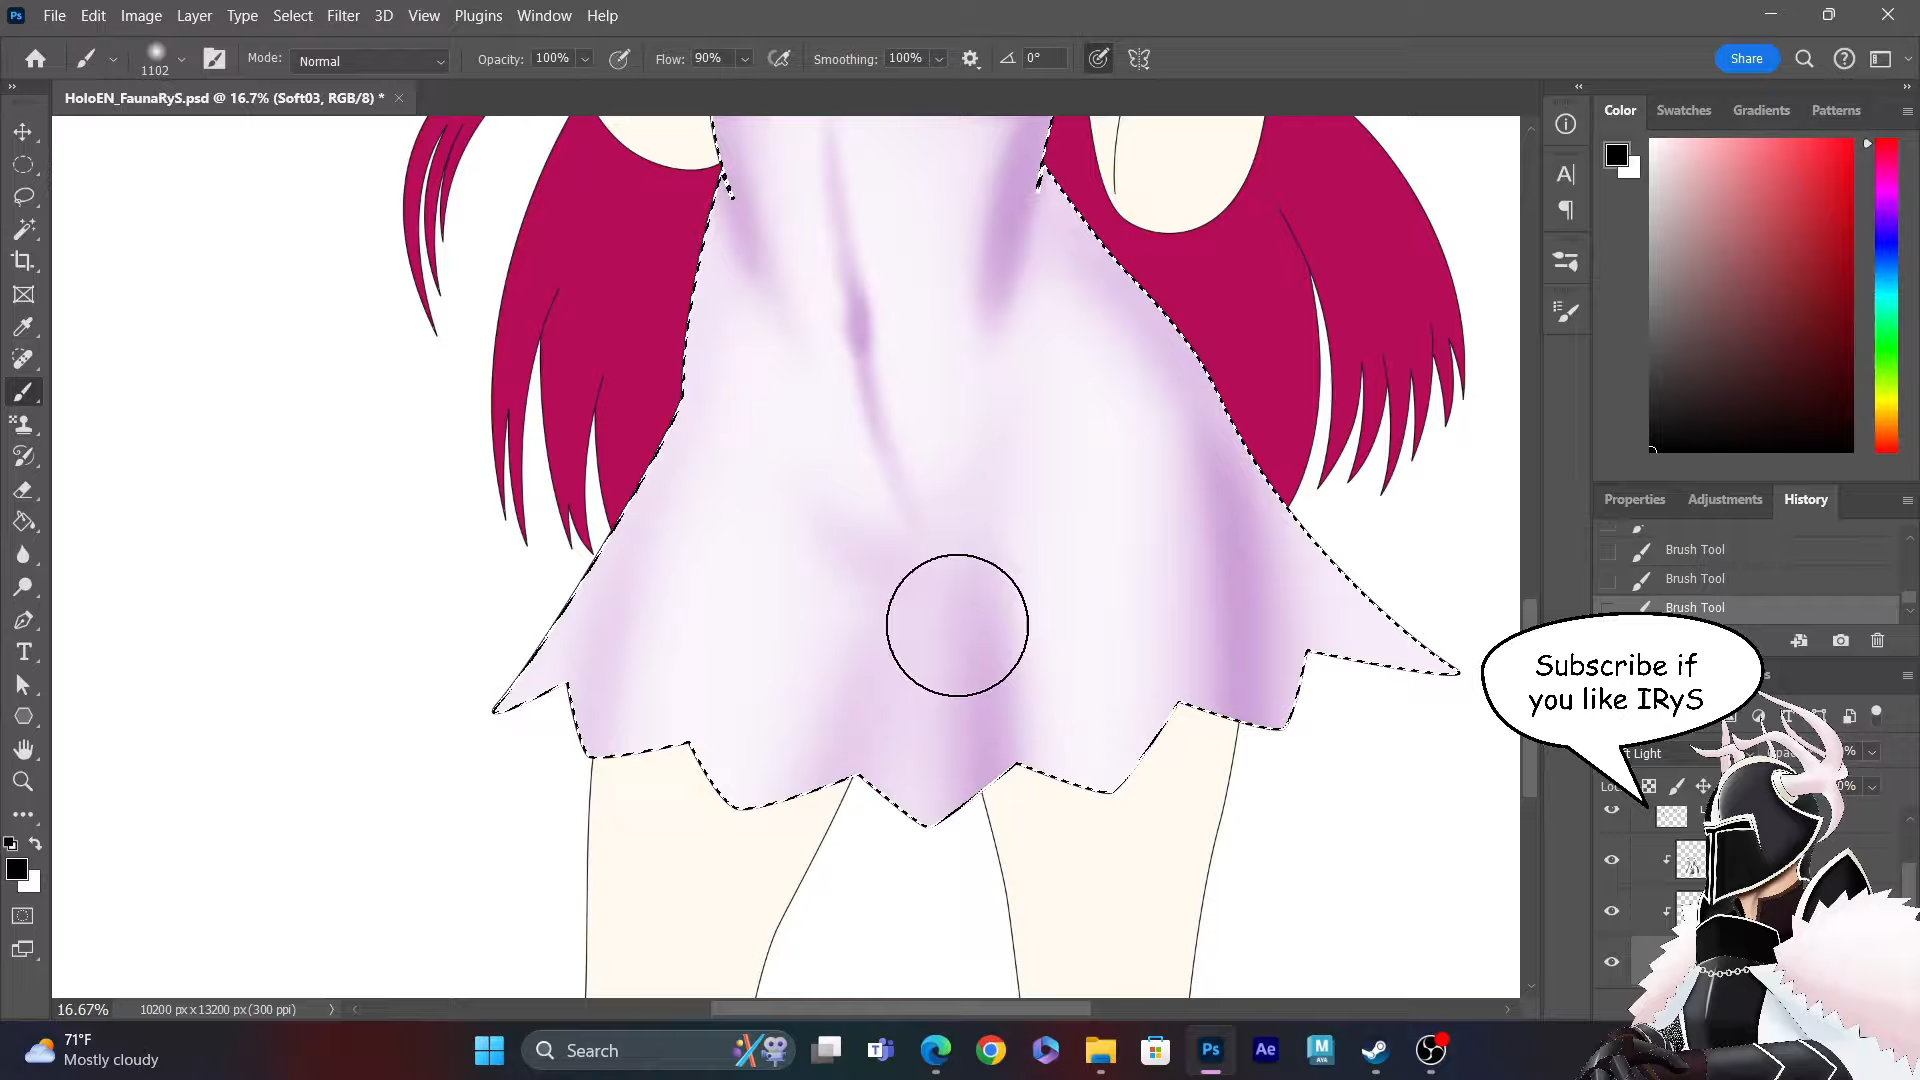 Ps File Edit Image Layer Type Select Filter 3D View Plugins Window Help
1102 Mode: Normal Opacity: 100% Flow: 90% Smoothing: 100% 0° Share
HoloEN_FaunaRyS.psd @ 16.7% (Soft03, RGB/8) *
Color Swatches Gradients Patterns
Properties Adjustments History
Brush Tool
Brush Tool
Brush Tool
Subscribe if
you like IRyS
t Light
16.67% 10200 px x 13200 px (300 ppi)
71°F
Mostly cloudy
Search
Ps Ae M